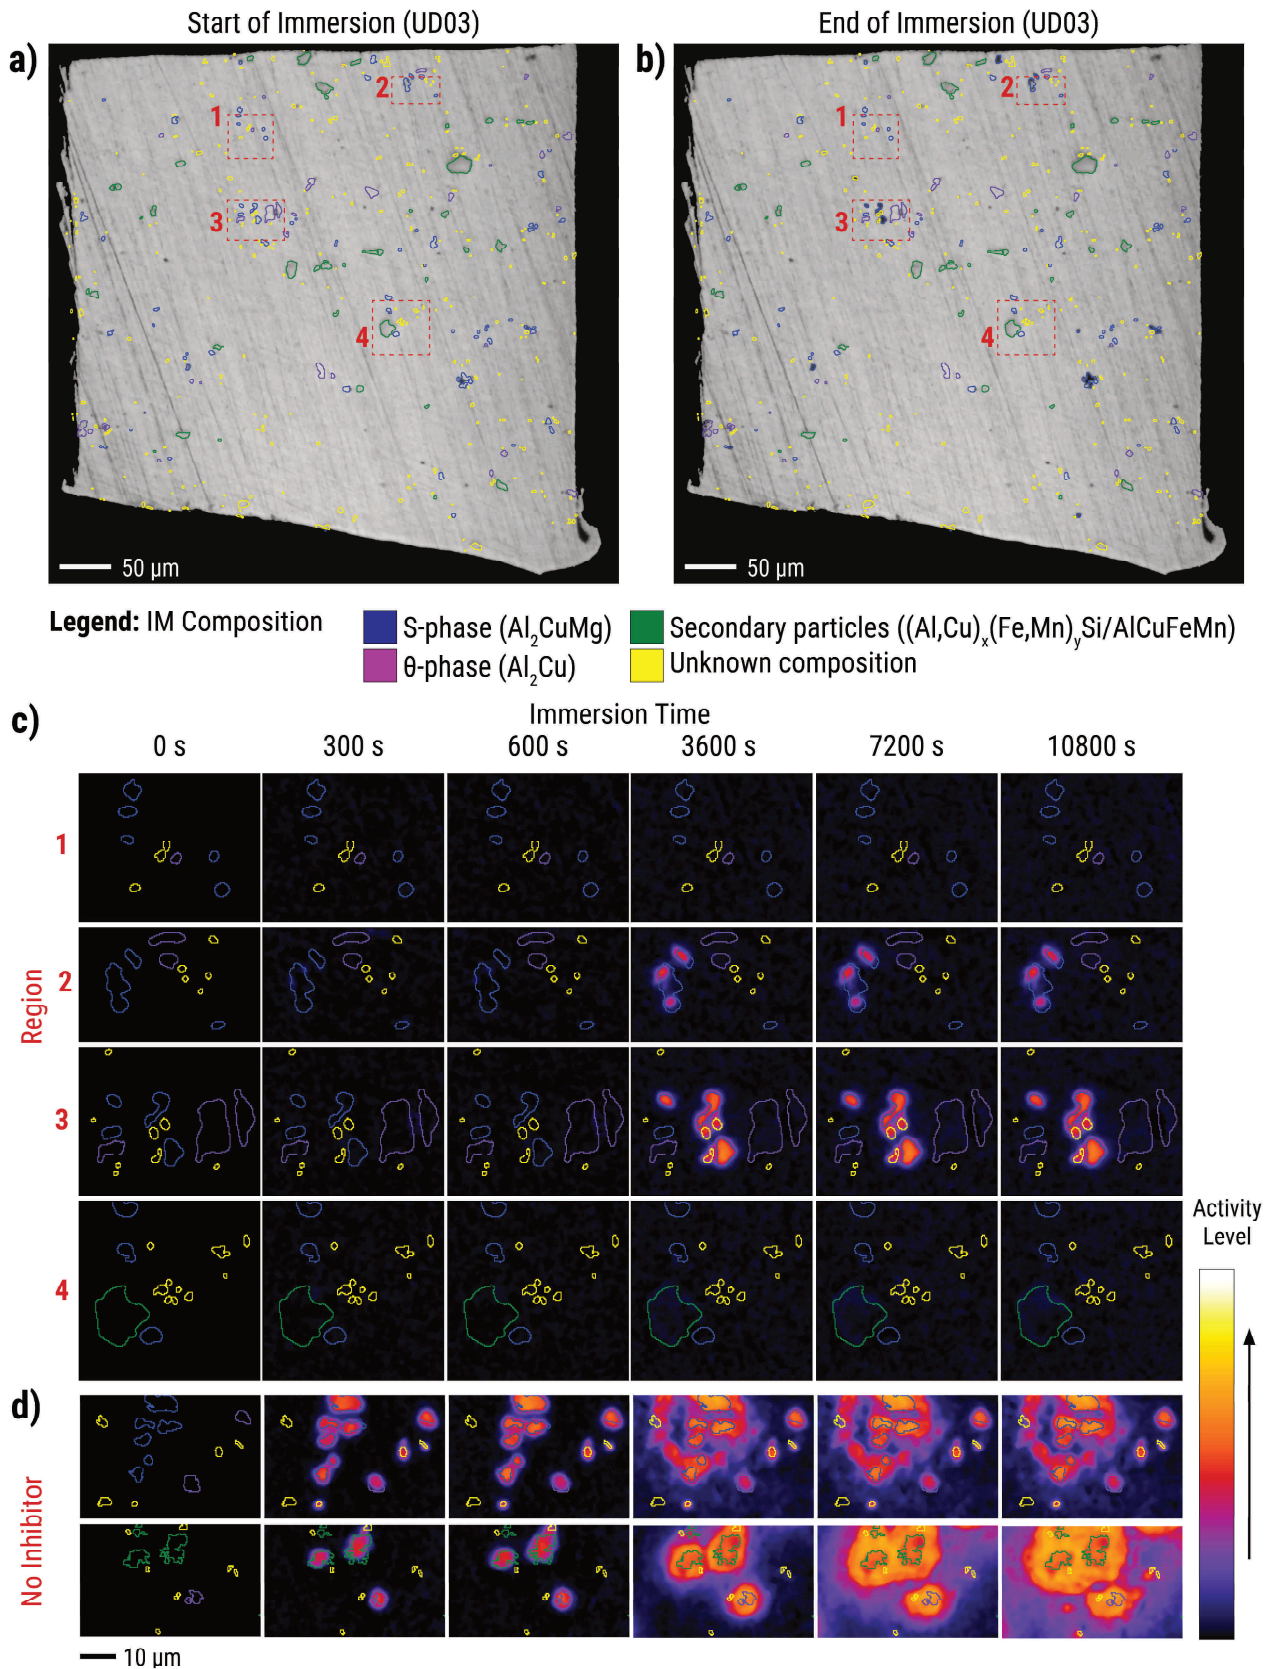 Start of Immersion (UD03)
End of Immersion (UD03)
a)
b)
1
2
3
4
50 µm
1
2
3
4
50 µm
Legend: IM Composition
S-phase (Al₂CuMg)
Secondary particles ((Al,Cu)ₓ(Fe,Mn)ᵧSi/AlCuFeMn)
θ-phase (Al₂Cu)
Unknown composition
c)
Immersion Time
0 s 300 s 600 s 3600 s 7200 s 10800 s
Region
1
2
3
4
Activity
Level
d)
No Inhibitor
10 µm